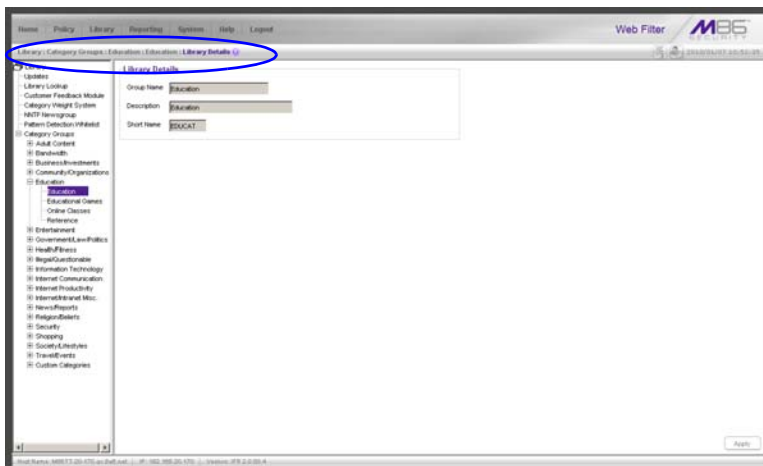 Home Policy Library Reporting System Help Logout
Web Filter M86 SECURITY
Library : Category Groups : Education : Education : Library Details
Library
Updates
Library Lookup
Customer Feedback Module
Category Weight System
NNTP Newsgroup
Pattern Detection Whitelist
Category Groups
Adult Content
Bandwidth
Business/Investments
Community/Organizations
Education
Education
Educational Games
Online Classes
Reference
Entertainment
Government/Law/Politics
Health/Fitness
Illegal/Questionable
Information Technology
Internet Communication
Internet Productivity
Internet/Intranet Misc.
News/Reports
Religion/Beliefs
Security
Shopping
Society/Lifestyles
Travel/Events
Custom Categories
Library Details
Group Name Education
Description Education
Short Name EDUCAT
Apply
Host Name: IP: